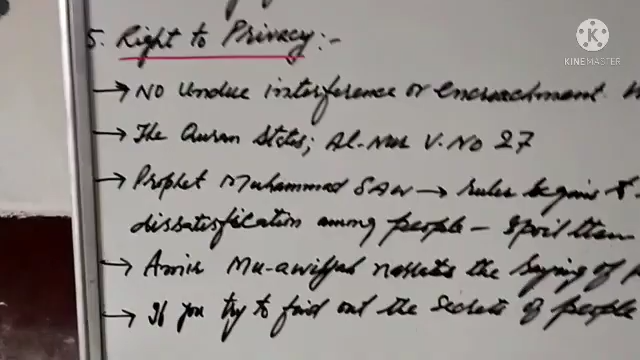 5. Right to Privacy:-
→ NO Undue interference or encroachment
→ The Quran States; Al-Nur V.NO 27
→ Prophet Muhammad SAW → ruler begins
dissatisfication among people - Spoil them
→ Amir Mu-awiyah narrates the Saying of
→ If you try to find out the Secrets of people
K
KINEMASTER